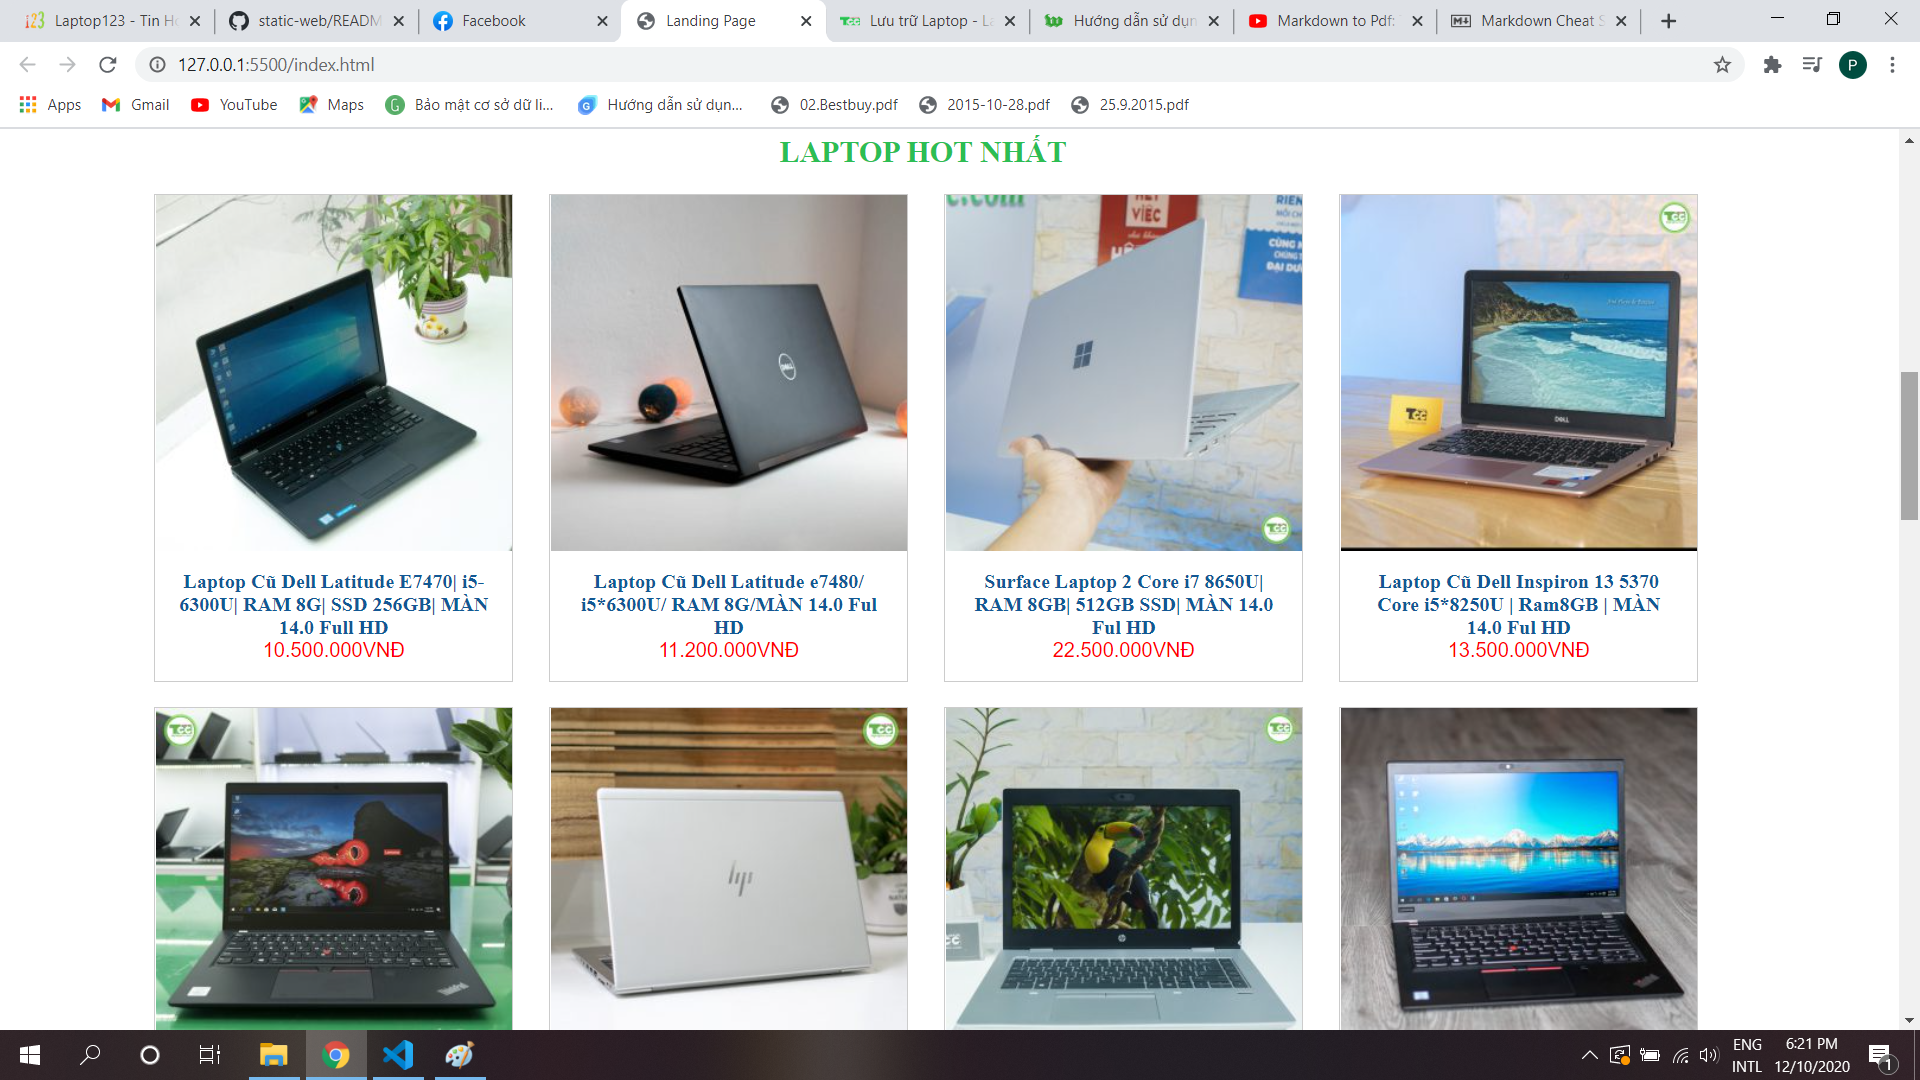 Laptop123 - Tin H
static-web/READM
Facebook
Landing Page
Lưu trữ Laptop - L
Hướng dẫn sử dụn
Markdown to Pdf:
Markdown Cheat S
127.0.0.1:5500/index.html
P
Apps
Gmail
YouTube
Maps
Bảo mật cơ sở dữ li...
Hướng dẫn sử dụn...
02.Bestbuy.pdf
2015-10-28.pdf
25.9.2015.pdf
LAPTOP HOT NHẤT
Laptop Cũ Dell Latitude E7470| i5-
6300U| RAM 8G| SSD 256GB| MÀN
14.0 Full HD
10.500.000VNĐ
Laptop Cũ Dell Latitude e7480/
i5*6300U/ RAM 8G/MÀN 14.0 Ful
HD
11.200.000VNĐ
Surface Laptop 2 Core i7 8650U|
RAM 8GB| 512GB SSD| MÀN 14.0
Ful HD
22.500.000VNĐ
Laptop Cũ Dell Inspiron 13 5370
Core i5*8250U | Ram8GB | MÀN
14.0 Ful HD
13.500.000VNĐ
ENG
INTL
6:21 PM
12/10/2020
1